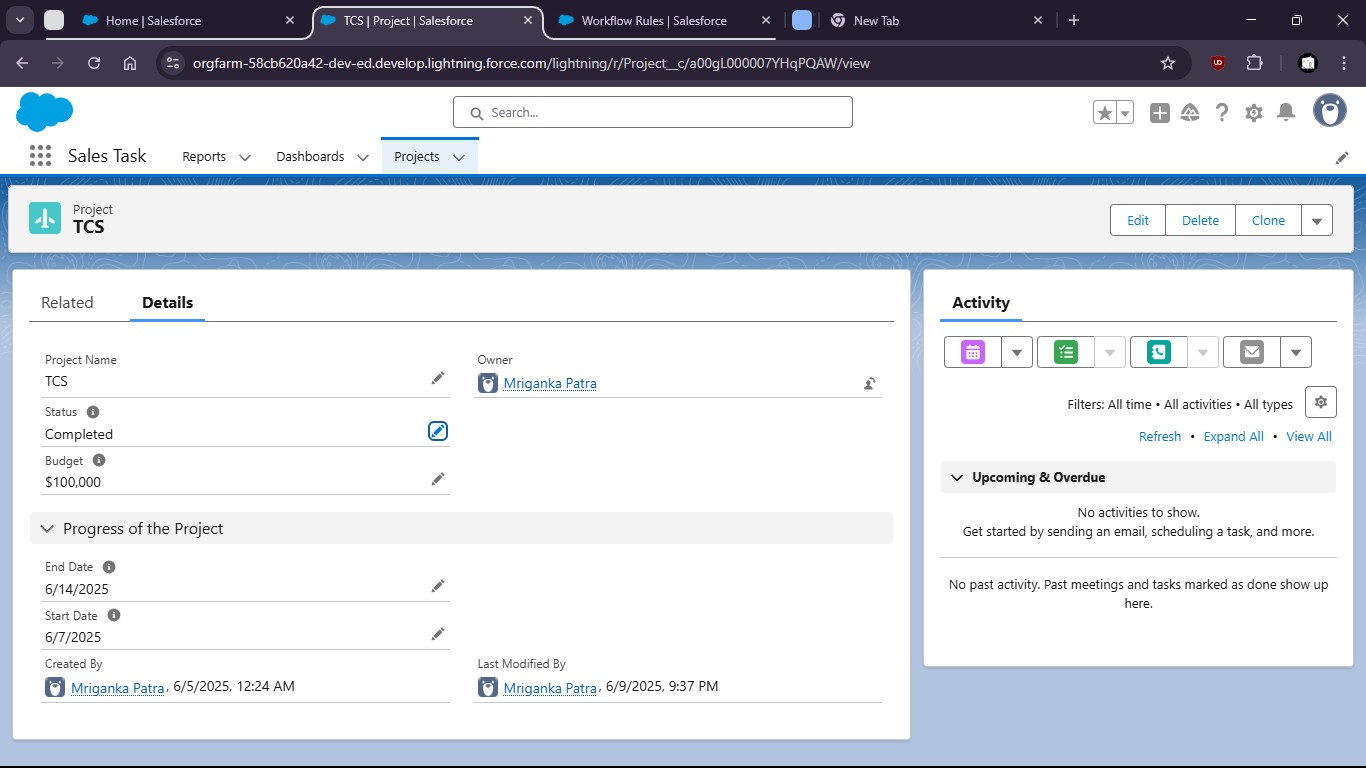 Home | Salesforce
TCS | Project | Salesforce
Workflow Rules | Salesforce
New Tab
orgfarm-58cb620a42-dev-ed.develop.lightning.force.com/lightning/r/Project__c/a00gL000007YHqPQAW/view
Search...
Sales Task
Reports
Dashboards
Projects
Project
TCS
Edit
Delete
Clone
Related
Details
Project Name
TCS
Owner
Mriganka Patra
Status
Completed
Budget
$100,000
Progress of the Project
End Date
6/14/2025
Start Date
6/7/2025
Created By
Mriganka Patra, 6/5/2025, 12:24 AM
Last Modified By
Mriganka Patra, 6/9/2025, 9:37 PM
Activity
Filters: All time • All activities • All types
Refresh • Expand All • View All
Upcoming & Overdue
No activities to show.
Get started by sending an email, scheduling a task, and more.
No past activity. Past meetings and tasks marked as done show up
here.